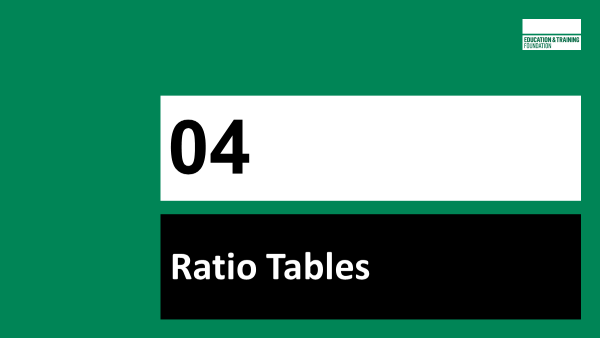 EDUCATION & TRAINING
FOUNDATION
04
Ratio Tables